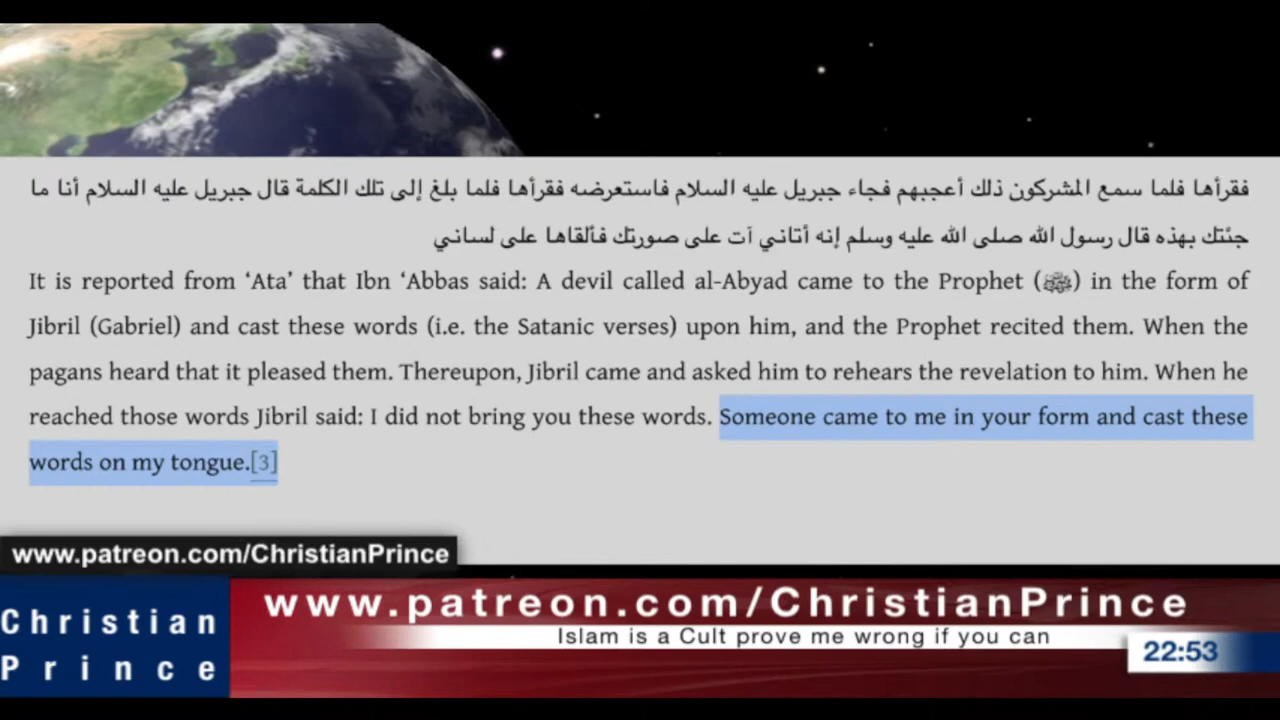 فقرأها فلما سمع المشركون ذلك أعجبهم فجاء جبريل عليه السلام فاستعرضه فقرأها فلما بلغ إلى تلك الكلمة قال جبريل عليه السلام أنا ما
جئتك بهذه قال رسول الله صلى الله عليه وسلم إنه أتاني آت على صورتك فألقاها على لساني
It is reported from ‘Ata’ that Ibn ‘Abbas said: A devil called al-Abyad came to the Prophet (ﷺ) in the form of
Jibril (Gabriel) and cast these words (i.e. the Satanic verses) upon him, and the Prophet recited them. When the
pagans heard that it pleased them. Thereupon, Jibril came and asked him to rehears the revelation to him. When he
reached those words Jibril said: I did not bring you these words. Someone came to me in your form and cast these
words on my tongue.[3]
www.patreon.com/ChristianPrince
www.patreon.com/ChristianPrince
Islam is a Cult prove me wrong if you can
Christian
Prince
22:53